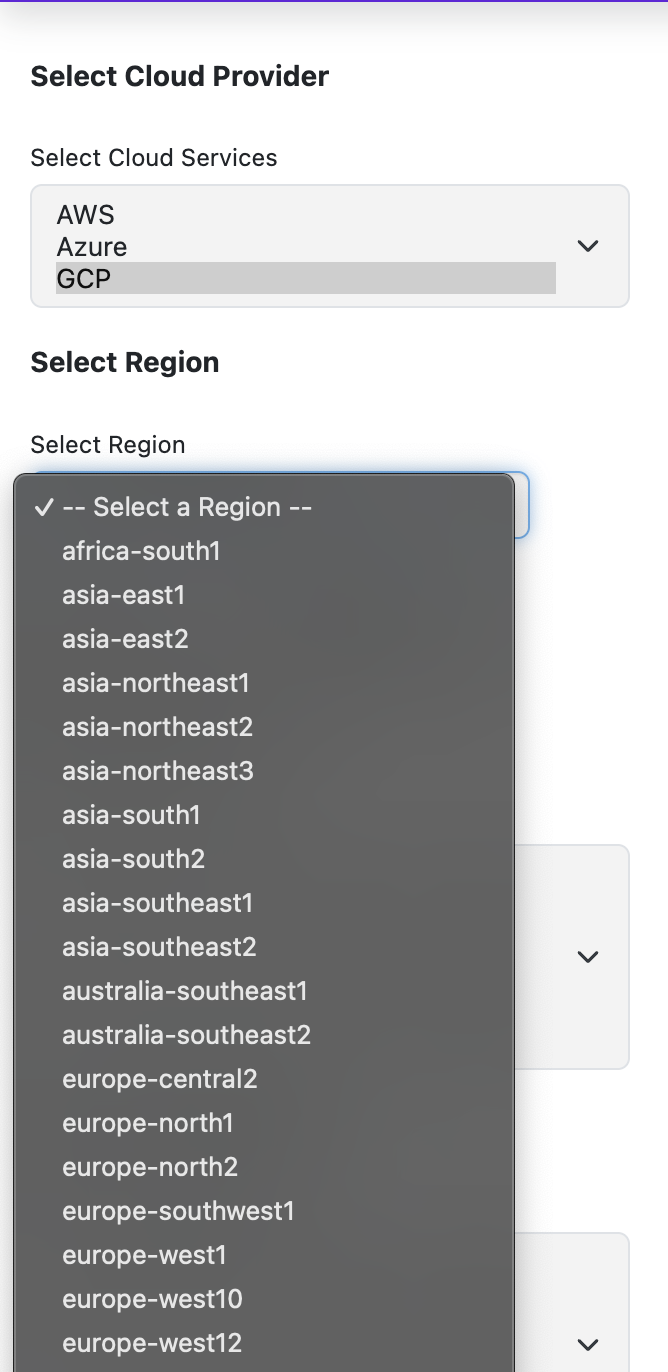 Select Cloud Provider
Select Cloud Services
AWS
Azure
GCP
Select Region
Select Region
✓ -- Select a Region --
africa-south1
asia-east1
asia-east2
asia-northeast1
asia-northeast2
asia-northeast3
asia-south1
asia-south2
asia-southeast1
asia-southeast2
australia-southeast1
australia-southeast2
europe-central2
europe-north1
europe-north2
europe-southwest1
europe-west1
europe-west10
europe-west12